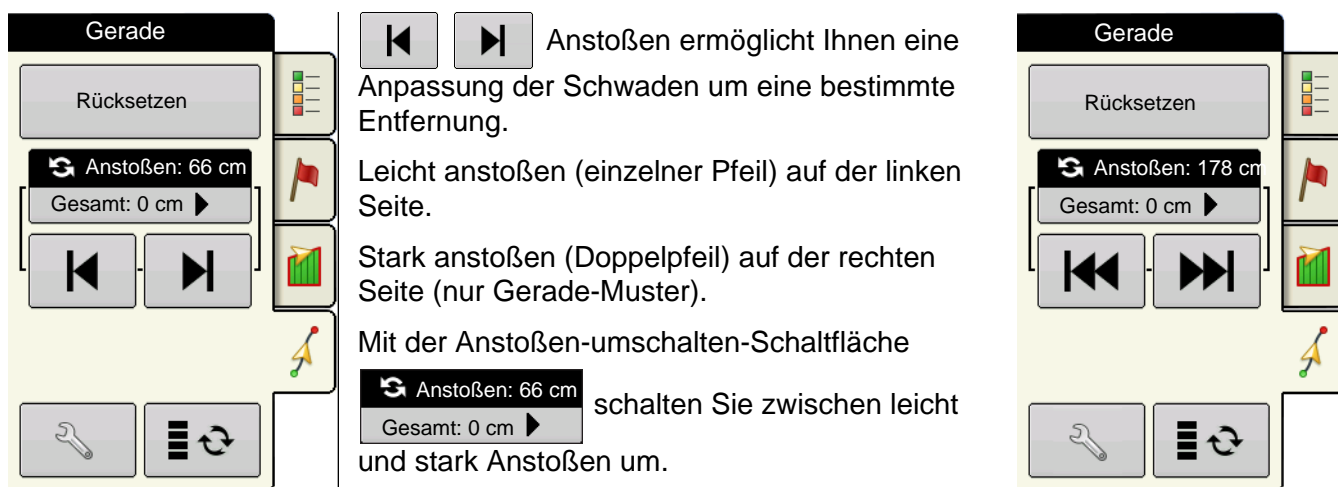 Gerade
Rücksetzen
Anstoßen: 66 cm
Gesamt: 0 cm
Anstoßen ermöglicht Ihnen eine
Anpassung der Schwaden um eine bestimmte
Entfernung.
Leicht anstoßen (einzelner Pfeil) auf der linken
Seite.
Stark anstoßen (Doppelpfeil) auf der rechten
Seite (nur Gerade-Muster).
Mit der Anstoßen-umschalten-Schaltfläche
Anstoßen: 66 cm
Gesamt: 0 cm
schalten Sie zwischen leicht
und stark Anstoßen um.
Gerade
Rücksetzen
Anstoßen: 178 cm
Gesamt: 0 cm